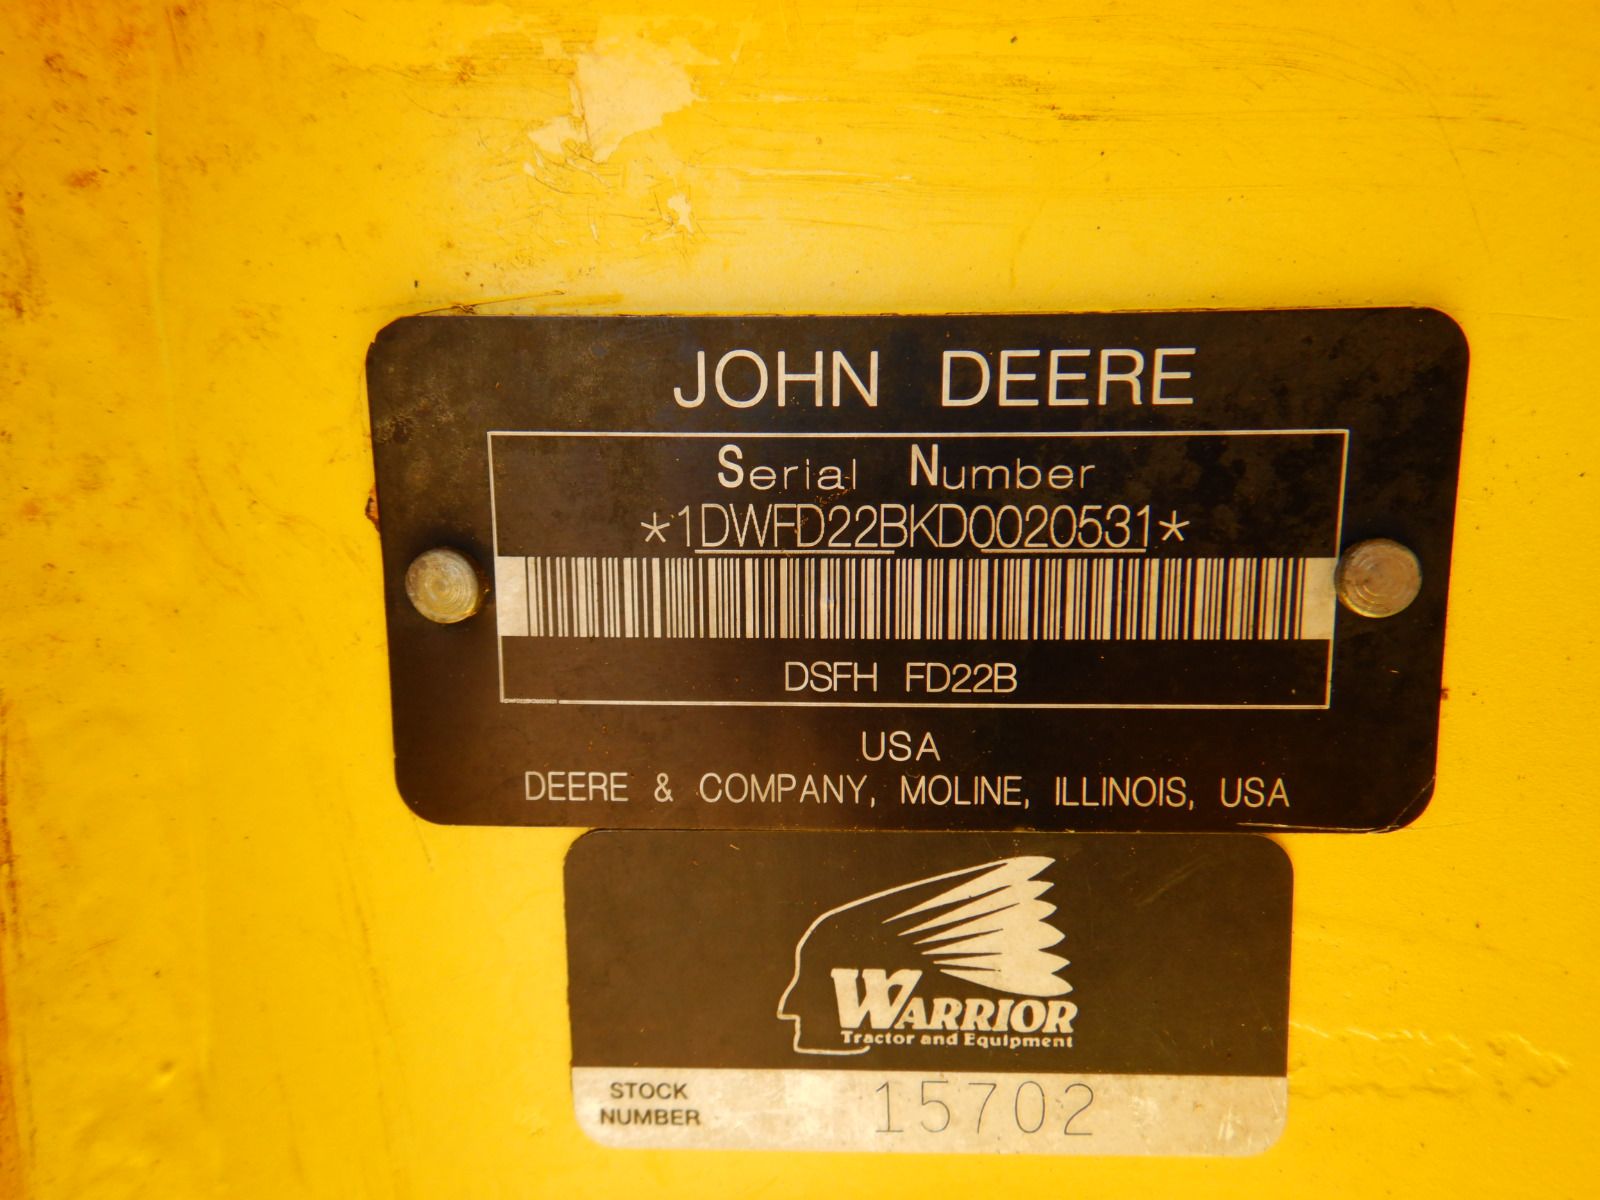 JOHN DEERE
Serial Number
*1DWFD22BKD0020531*
DSFH FD22B
USA
DEERE & COMPANY, MOLINE, ILLINOIS, USA
WARRIOR
Tractor and Equipment
STOCK NUMBER
15702